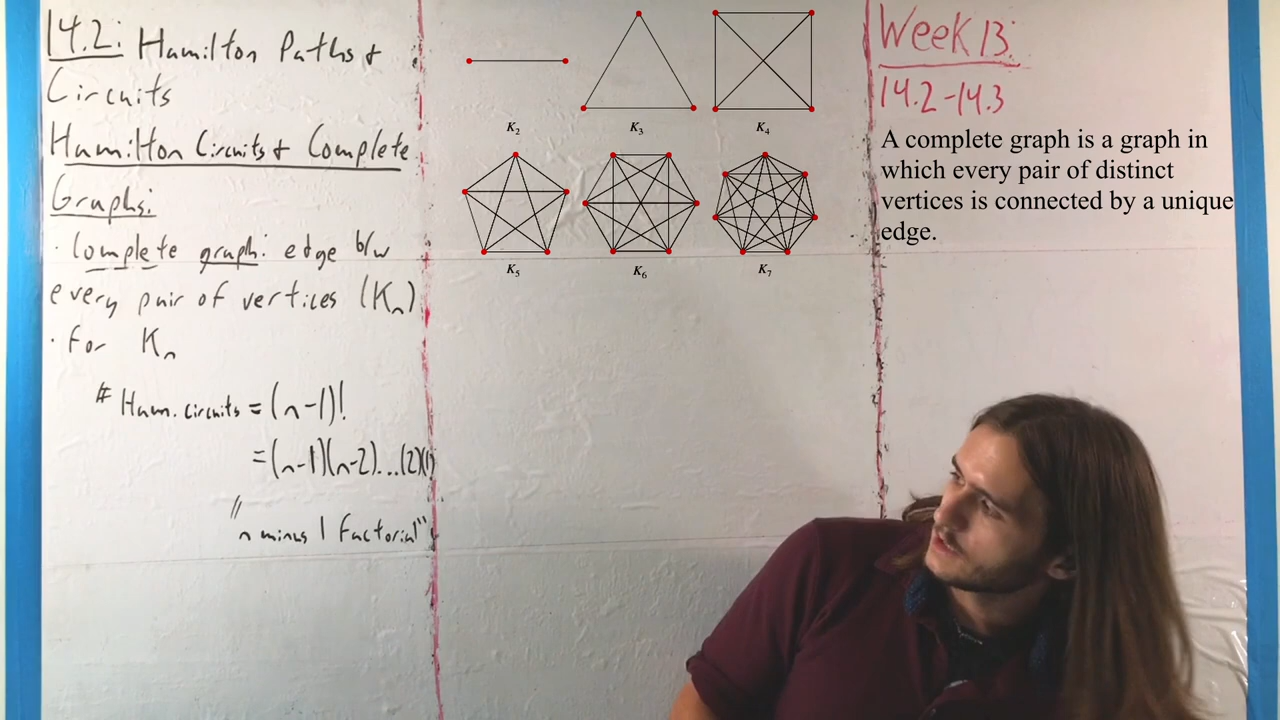 14.2: Hamilton Paths &
Circuits
Hamilton Circuits & Complete
Graphs:
· Complete graph: edge b/w
every pair of vertices (Kn)
· for Kn
# Ham. circuits = (n-1)!
= (n-1)(n-2)...(2)(1)
"n minus 1 factorial"
K2
K3
K4
K5
K6
K7
Week 13:
14.2-14.3
A complete graph is a graph in
which every pair of distinct
vertices is connected by a unique
edge.